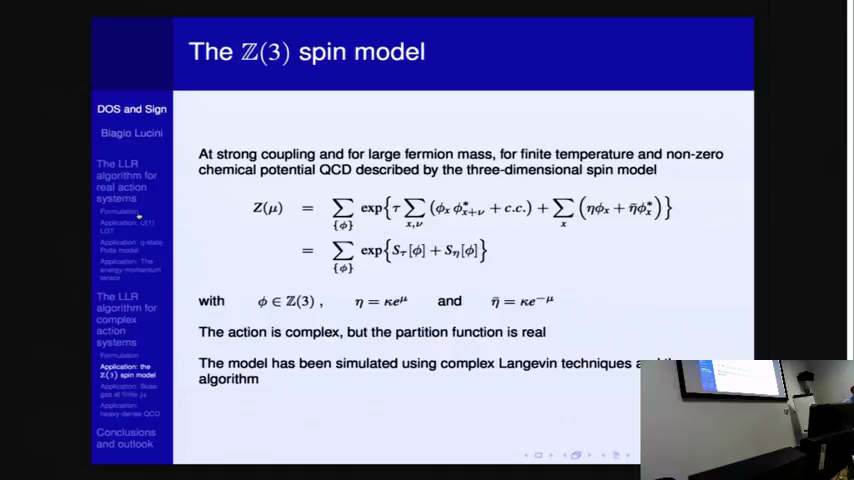 The ℤ(3) spin model
DOS and Sign
Biagio Lucini
The LLR
algorithm for
real action
systems
Formulation
Application: U(1)
LGT
Application: q-state
Potts model
Application: The
energy-momentum
tensor
The LLR
algorithm for
complex
action
systems
Formulation
Application: the
ℤ(3) spin model
Application: Bose
gas at finite μ
Application:
heavy-dense QCD
Conclusions
and outlook
At strong coupling and for large fermion mass, for finite temperature and non-zero
chemical potential QCD described by the three-dimensional spin model
Z(μ) = ∑_{ϕ} exp{τ ∑_{x,ν} (ϕ_x ϕ*_{x+ν} + c.c.) + ∑_x (ηϕ_x + η̄ϕ*_x)}
= ∑_{ϕ} exp{S_τ[ϕ] + S_η[ϕ]}
with ϕ ∈ ℤ(3) , η = κe^μ and η̄ = κe^{−μ}
The action is complex, but the partition function is real
The model has been simulated using complex Langevin techniques and
algorithm